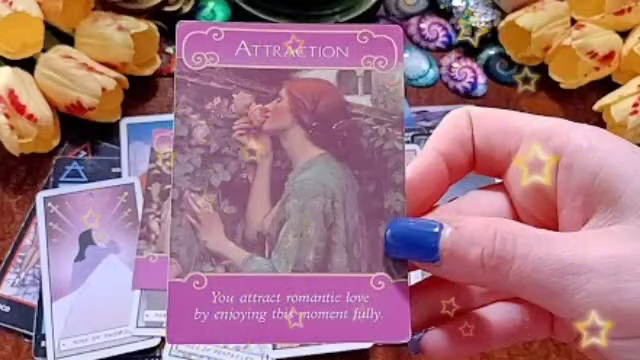 ATTRACTION
You attract romantic love
by enjoying this moment fully.